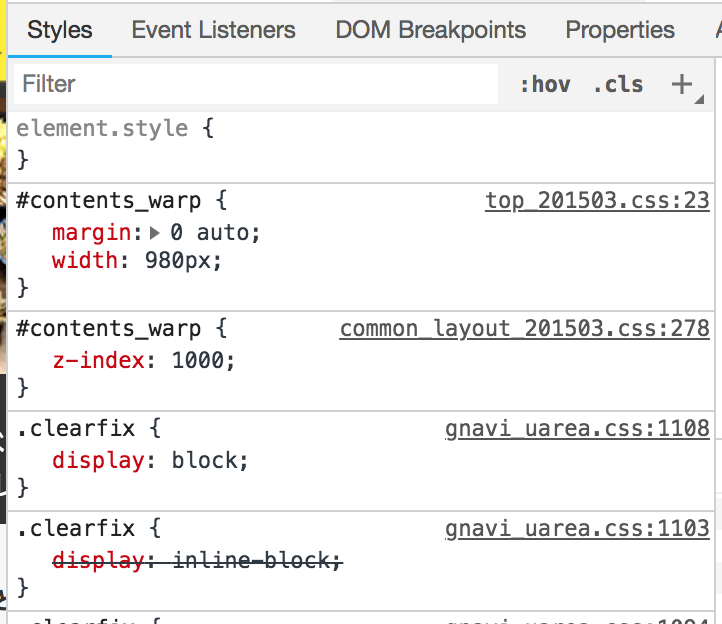 Styles Event Listeners DOM Breakpoints Properties
Filter :hov .cls +
element.style {
}
#contents_warp { top_201503.css:23
margin: 0 auto;
width: 980px;
}
#contents_warp { common_layout_201503.css:278
z-index: 1000;
}
.clearfix { gnavi_uarea.css:1108
display: block;
}
.clearfix { gnavi_uarea.css:1103
display: inline-block;
}